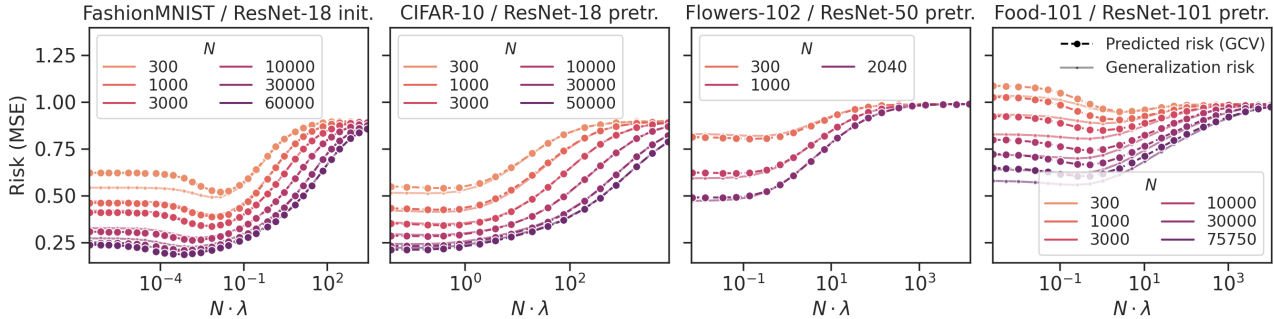 FashionMNIST / ResNet-18 init.
CIFAR-10 / ResNet-18 pretr.
Flowers-102 / ResNet-50 pretr.
Food-101 / ResNet-101 pretr.
Risk (MSE)
1.25
1.00
0.75
0.50
0.25
N
300 10000
1000 30000
3000 60000
10⁻⁴ 10⁻¹ 10²
N · λ
N
300 10000
1000 30000
3000 50000
10⁰ 10²
N · λ
N
300 2040
1000
10⁻¹ 10¹ 10³
N · λ
Predicted risk (GCV)
Generalization risk
N
300 10000
1000 30000
3000 75750
10⁻¹ 10¹ 10³
N · λ